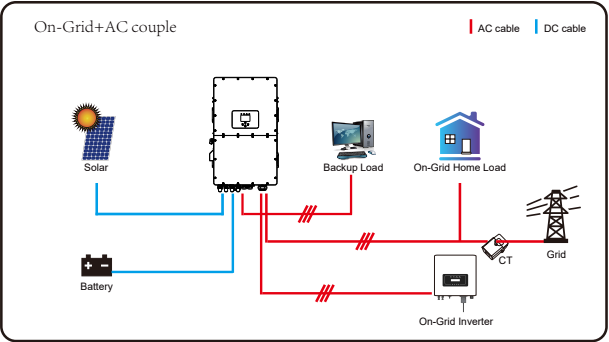 On-Grid+AC couple
AC cable
DC cable
Solar
Backup Load
On-Grid Home Load
Battery
CT
Grid
On-Grid Inverter